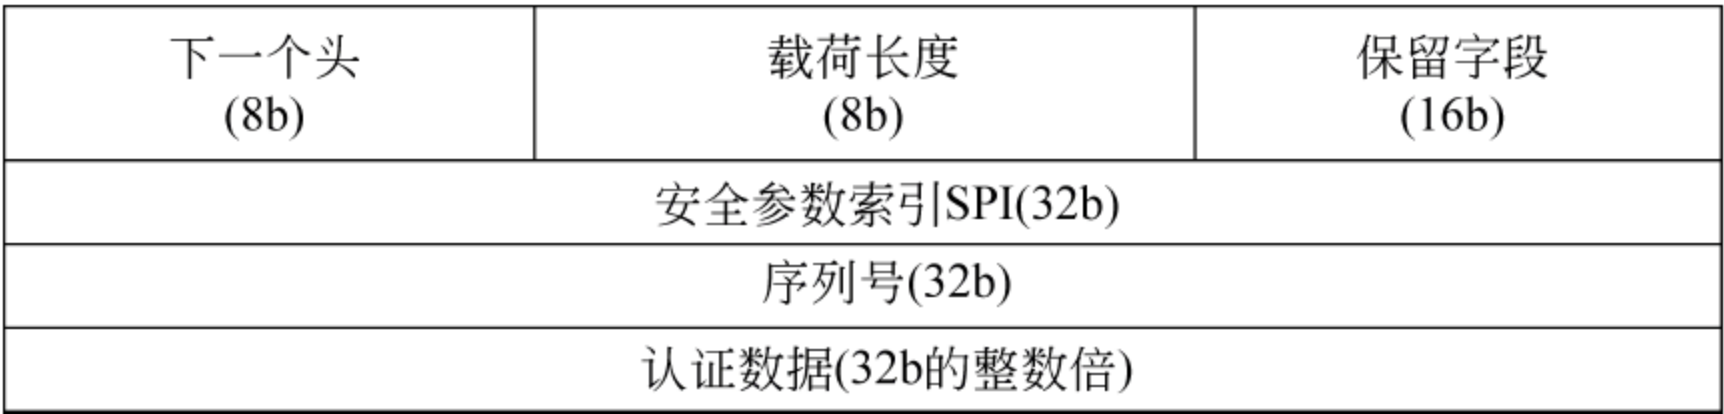 下一个头
(8b)
载荷长度
(8b)
保留字段
(16b)
安全参数索引SPI(32b)
序列号(32b)
认证数据(32b的整数倍)